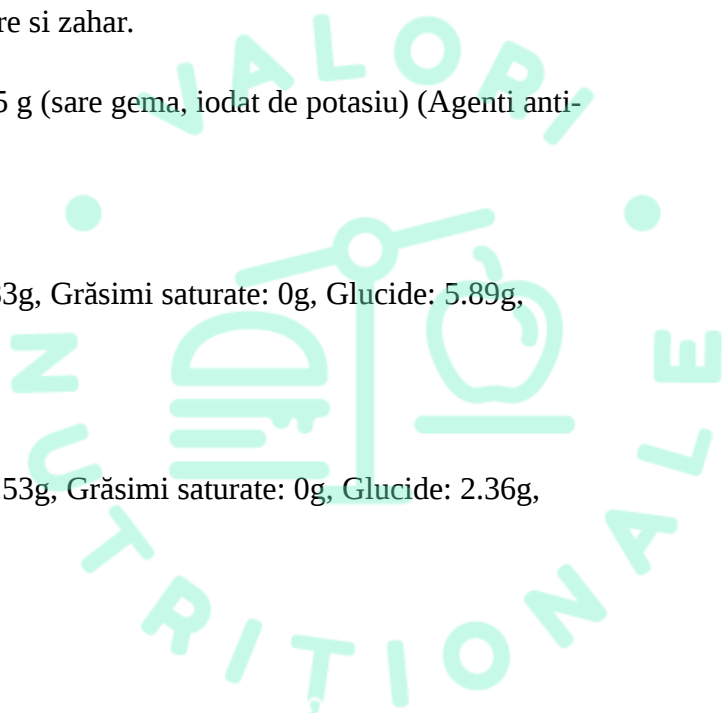 re si zahar.
5 g (sare gema, iodat de potasiu) (Agenti anti-
3g, Grăsimi saturate: 0g, Glucide: 5.89g,
53g, Grăsimi saturate: 0g, Glucide: 2.36g,
VALORI
NUTRIȚIONALE